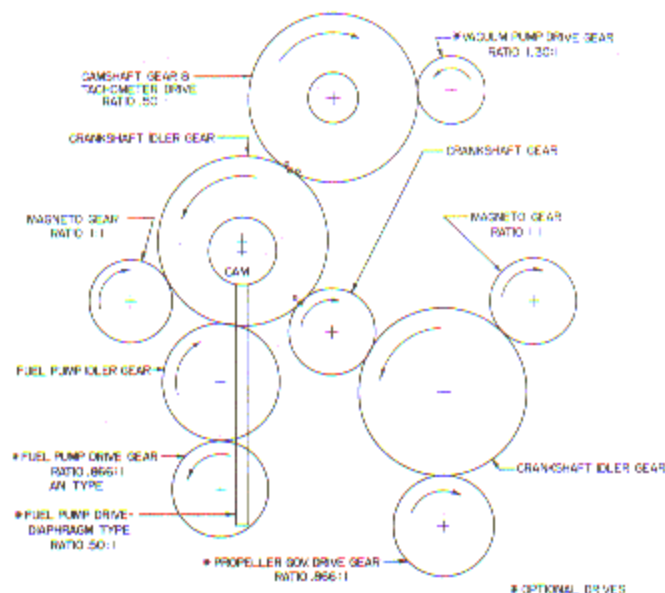 * VACUUM PUMP DRIVE GEAR
RATIO 1.30:1
CAMSHAFT GEAR &
TACHOMETER DRIVE
RATIO .50:1
CRANKSHAFT IDLER GEAR
CRANKSHAFT GEAR
MAGNETO GEAR
RATIO 1:1
MAGNETO GEAR
RATIO 1:1
CAM
FUEL PUMP IDLER GEAR
* FUEL PUMP DRIVE GEAR
RATIO .866:1
AN TYPE
CRANKSHAFT IDLER GEAR
* FUEL PUMP DRIVE-
DIAPHRAGM TYPE
RATIO .50:1
* PROPELLER GOV. DRIVE GEAR
RATIO .866:1
* OPTIONAL DRIVES